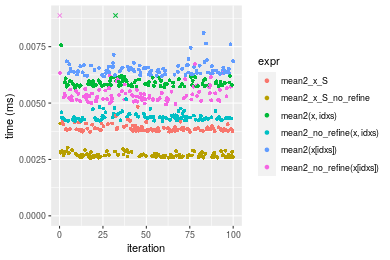 time (ms)
0.0075
0.0050
0.0025
0.0000
0
25
50
75
100
iteration
expr
mean2_x_S
mean2_x_S_no_refine
mean2(x, idxs)
mean2_no_refine(x, idxs)
mean2(x[idxs])
mean2_no_refine(x[idxs])